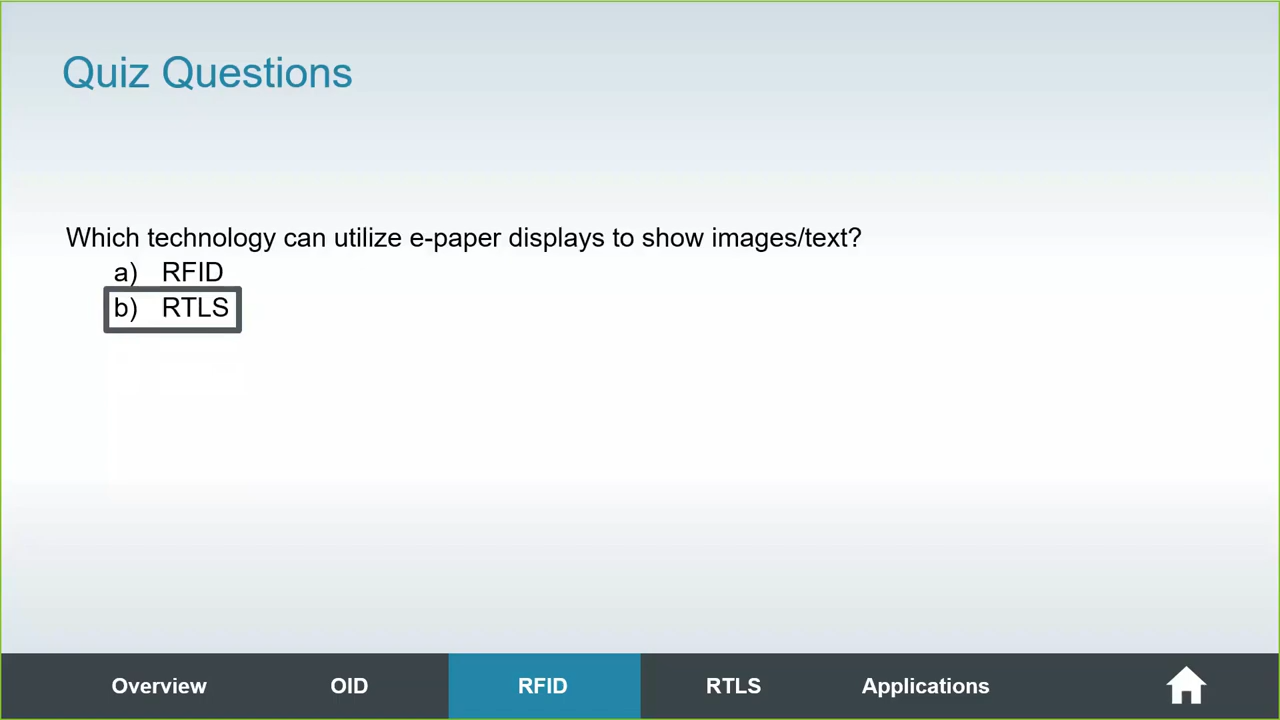 Quiz Questions
Which technology can utilize e-paper displays to show images/text?
a) RFID
b) RTLS
Overview OID RFID RTLS Applications